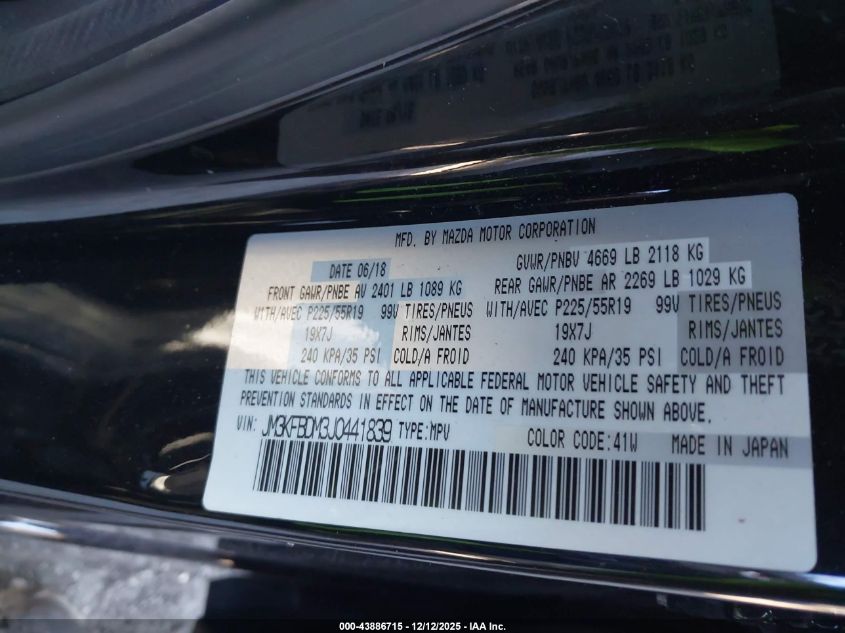 MFD. BY MAZDA MOTOR CORPORATION
DATE 06/18 GVWR/PNBV 4669 LB 2118 KG
FRONT GAWR/PNBE AV 2401 LB 1089 KG REAR GAWR/PNBE AR 2269 LB 1029 KG
WITH/AVEC P225/55R19 99V TIRES/PNEUS WITH/AVEC P225/55R19 99V TIRES/PNEUS
19X7J RIMS/JANTES 19X7J RIMS/JANTES
240 KPA/35 PSI COLD/A FROID 240 KPA/35 PSI COLD/A FROID
THIS VEHICLE CONFORMS TO ALL APPLICABLE FEDERAL MOTOR VEHICLE SAFETY AND THEFT
PREVENTION STANDARDS IN EFFECT ON THE DATE OF MANUFACTURE SHOWN ABOVE.
VIN: JM3KFBDM3J0441839 TYPE:MPV COLOR CODE:41W MADE IN JAPAN
000-43886715 - 12/12/2025 - IAA Inc.